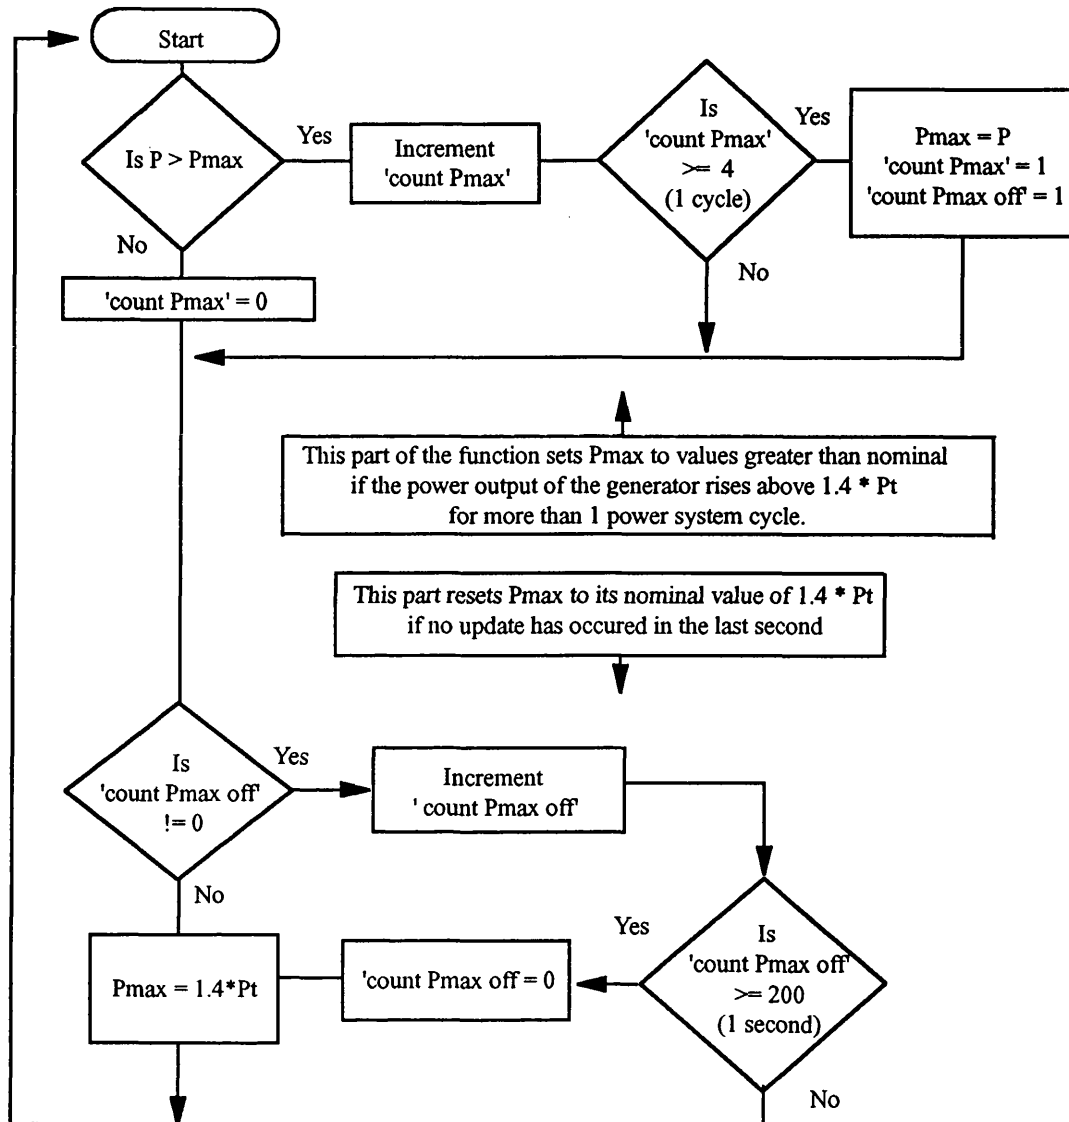 Start
Is P > Pmax
Yes
Increment
'count Pmax'
Is
'count Pmax'
>= 4
(1 cycle)
Yes
Pmax = P
'count Pmax' = 1
'count Pmax off' = 1
No
No
'count Pmax' = 0
This part of the function sets Pmax to values greater than nominal
if the power output of the generator rises above 1.4 * Pt
for more than 1 power system cycle.
This part resets Pmax to its nominal value of 1.4 * Pt
if no update has occured in the last second
Is
'count Pmax off'
!= 0
Yes
Increment
' count Pmax off'
No
Yes
Is
'count Pmax off'
>= 200
(1 second)
'count Pmax off = 0
Pmax = 1.4*Pt
No